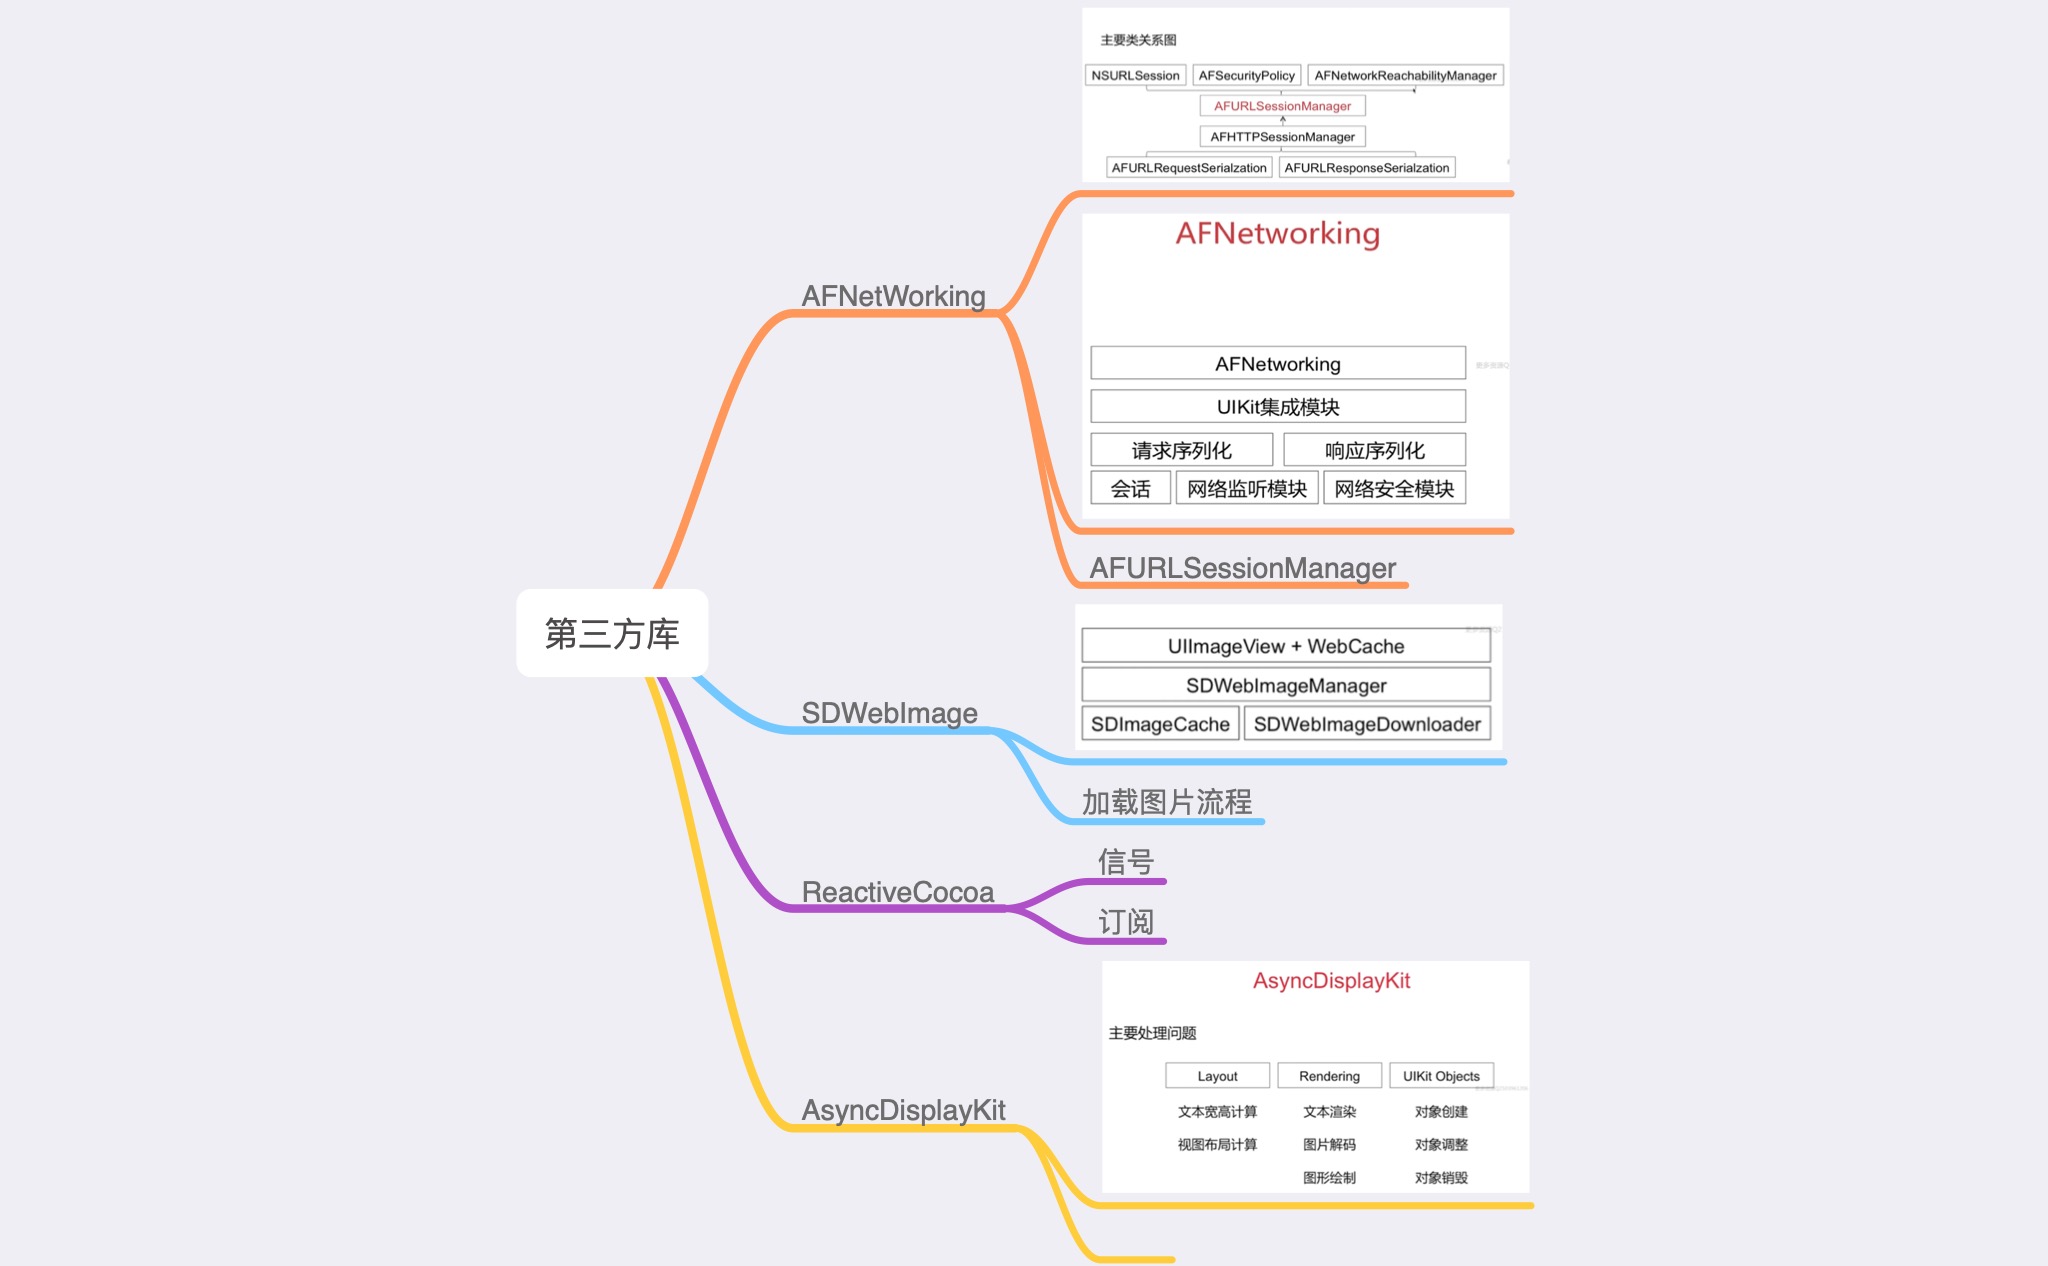 主要类关系图
NSURLSession AFSecurityPolicy AFNetworkReachabilityManager
AFURLSessionManager
AFHTTPSessionManager
AFURLRequestSerialzation AFURLResponseSerialzation
AFNetworking
AFNetWorking
AFNetworking
UIKit集成模块
请求序列化 响应序列化
会话 网络监听模块 网络安全模块
AFURLSessionManager
第三方库
UIImageView + WebCache
SDWebImageManager
SDImageCache SDWebImageDownloader
SDWebImage
加载图片流程
信号
ReactiveCocoa
订阅
AsyncDisplayKit
主要处理问题
Layout Rendering UIKit Objects
AsyncDisplayKit
文本宽高计算 文本渲染 对象创建
视图布局计算 图片解码 对象调整
图形绘制 对象销毁